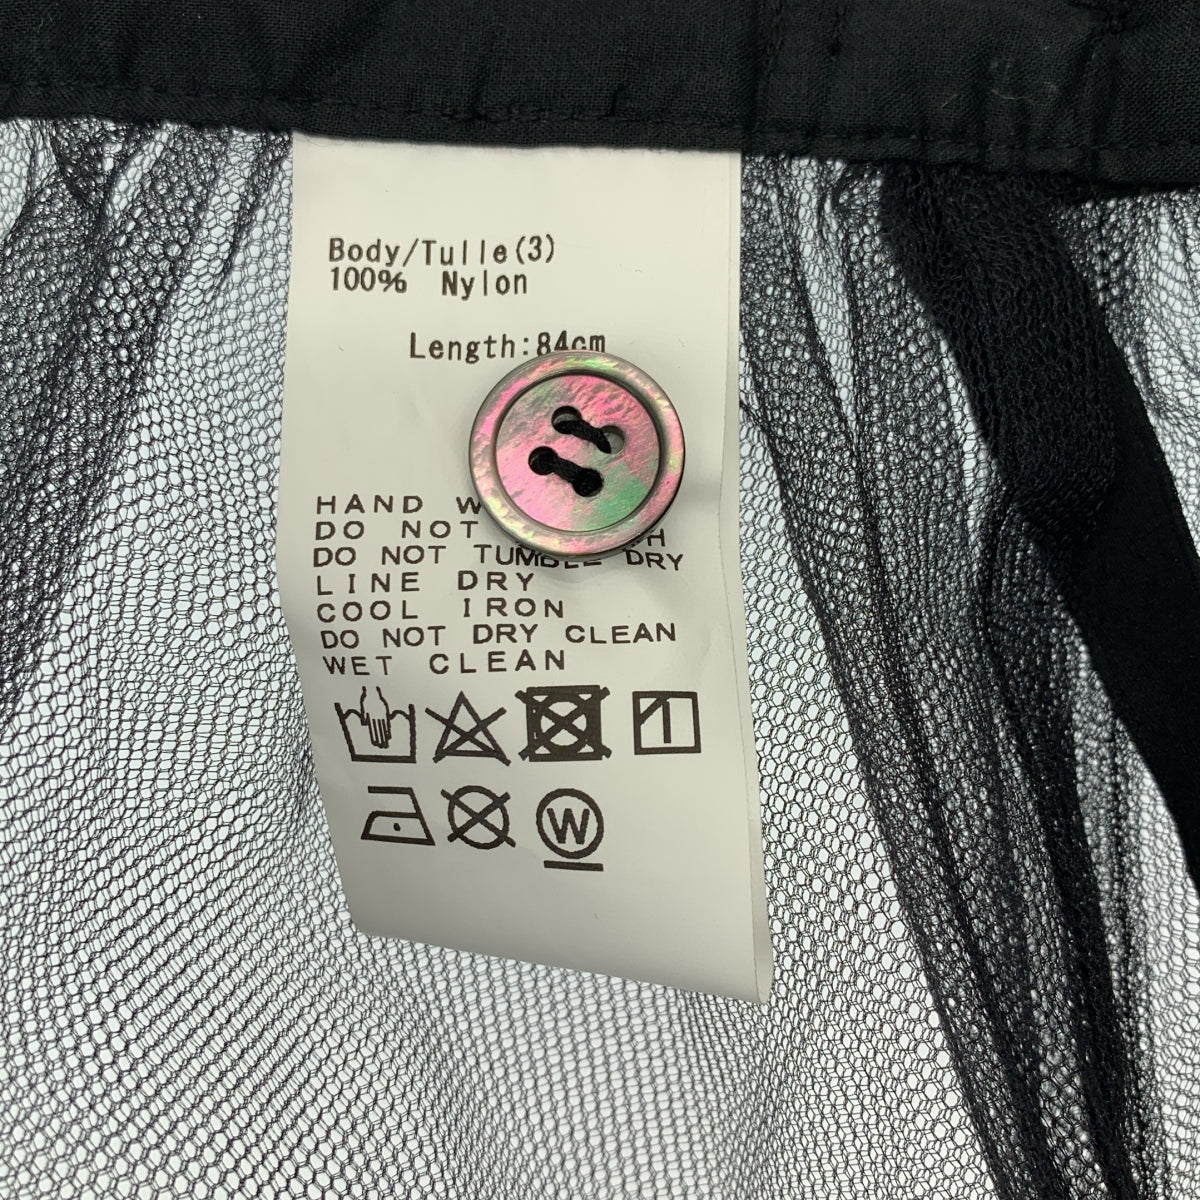 Body/Tulle(3)
100% Nylon
Length:84cm
HAND
DO NOT
DO NOT TUMBLE DRY
LINE DRY
COOL IRON
DO NOT DRY CLEAN
WET CLEAN
W